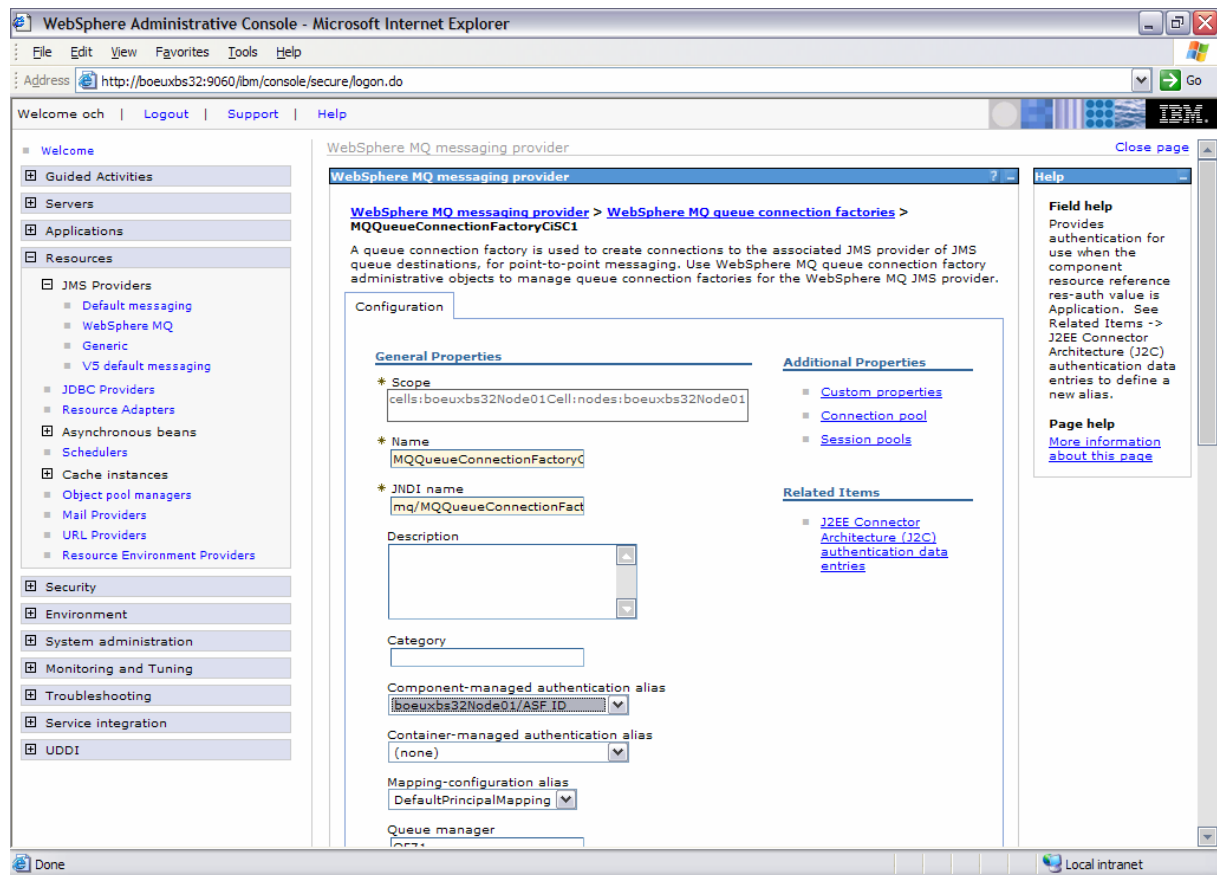 WebSphere Administrative Console - Microsoft Internet Explorer
File Edit View Favorites Tools Help
Address http://boeuxbs32:9060/ibm/console/secure/logon.do Go
Welcome och | Logout | Support | Help
IBM.
Welcome
Guided Activities
Servers
Applications
Resources
JMS Providers
Default messaging
WebSphere MQ
Generic
V5 default messaging
JDBC Providers
Resource Adapters
Asynchronous beans
Schedulers
Cache instances
Object pool managers
Mail Providers
URL Providers
Resource Environment Providers
Security
Environment
System administration
Monitoring and Tuning
Troubleshooting
Service integration
UDDI
WebSphere MQ messaging provider
Close page
WebSphere MQ messaging provider ? _
WebSphere MQ messaging provider > WebSphere MQ queue connection factories >
MQQueueConnectionFactoryCiSC1
A queue connection factory is used to create connections to the associated JMS provider of JMS
queue destinations, for point-to-point messaging. Use WebSphere MQ queue connection factory
administrative objects to manage queue connection factories for the WebSphere MQ JMS provider.
Configuration
General Properties
* Scope
cells:boeuxbs32Node01Cell:nodes:boeuxbs32Node01
* Name
MQQueueConnectionFactoryC
* JNDI name
mq/MQQueueConnectionFact
Description
Category
Component-managed authentication alias
boeuxbs32Node01/ASF ID
Container-managed authentication alias
(none)
Mapping-configuration alias
DefaultPrincipalMapping
Queue manager
Additional Properties
Custom properties
Connection pool
Session pools
Related Items
J2EE Connector
Architecture (J2C)
authentication data
entries
Help
Field help
Provides
authentication for
use when the
component
resource reference
res-auth value is
Application. See
Related Items ->
J2EE Connector
Architecture (J2C)
authentication data
entries to define a
new alias.
Page help
More information
about this page
Done
Local intranet